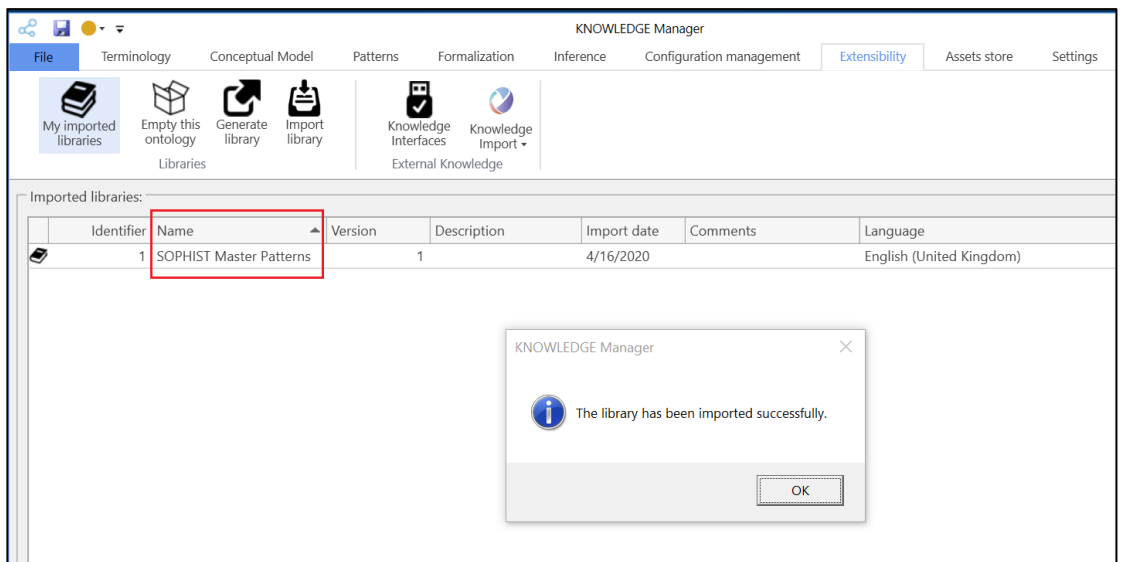 KNOWLEDGE Manager
File Terminology Conceptual Model Patterns Formalization Inference Configuration management Extensibility Assets store Settings
My imported libraries
Empty this ontology
Generate library
Import library
Knowledge Interfaces
Knowledge Import
Libraries
External Knowledge
Imported libraries:
Identifier Name Version Description Import date Comments Language
1 SOPHIST Master Patterns 1 4/16/2020 English (United Kingdom)
KNOWLEDGE Manager
The library has been imported successfully.
OK